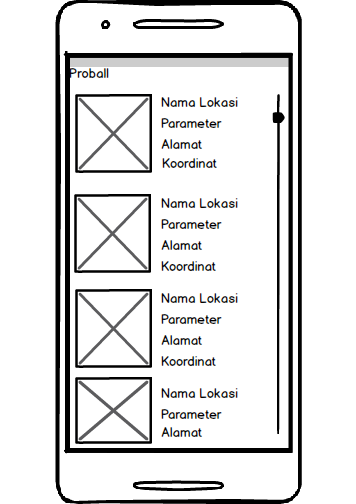 Proball
Nama Lokasi
Parameter
Alamat
Koordinat
Nama Lokasi
Parameter
Alamat
Koordinat
Nama Lokasi
Parameter
Alamat
Koordinat
Nama Lokasi
Parameter
Alamat